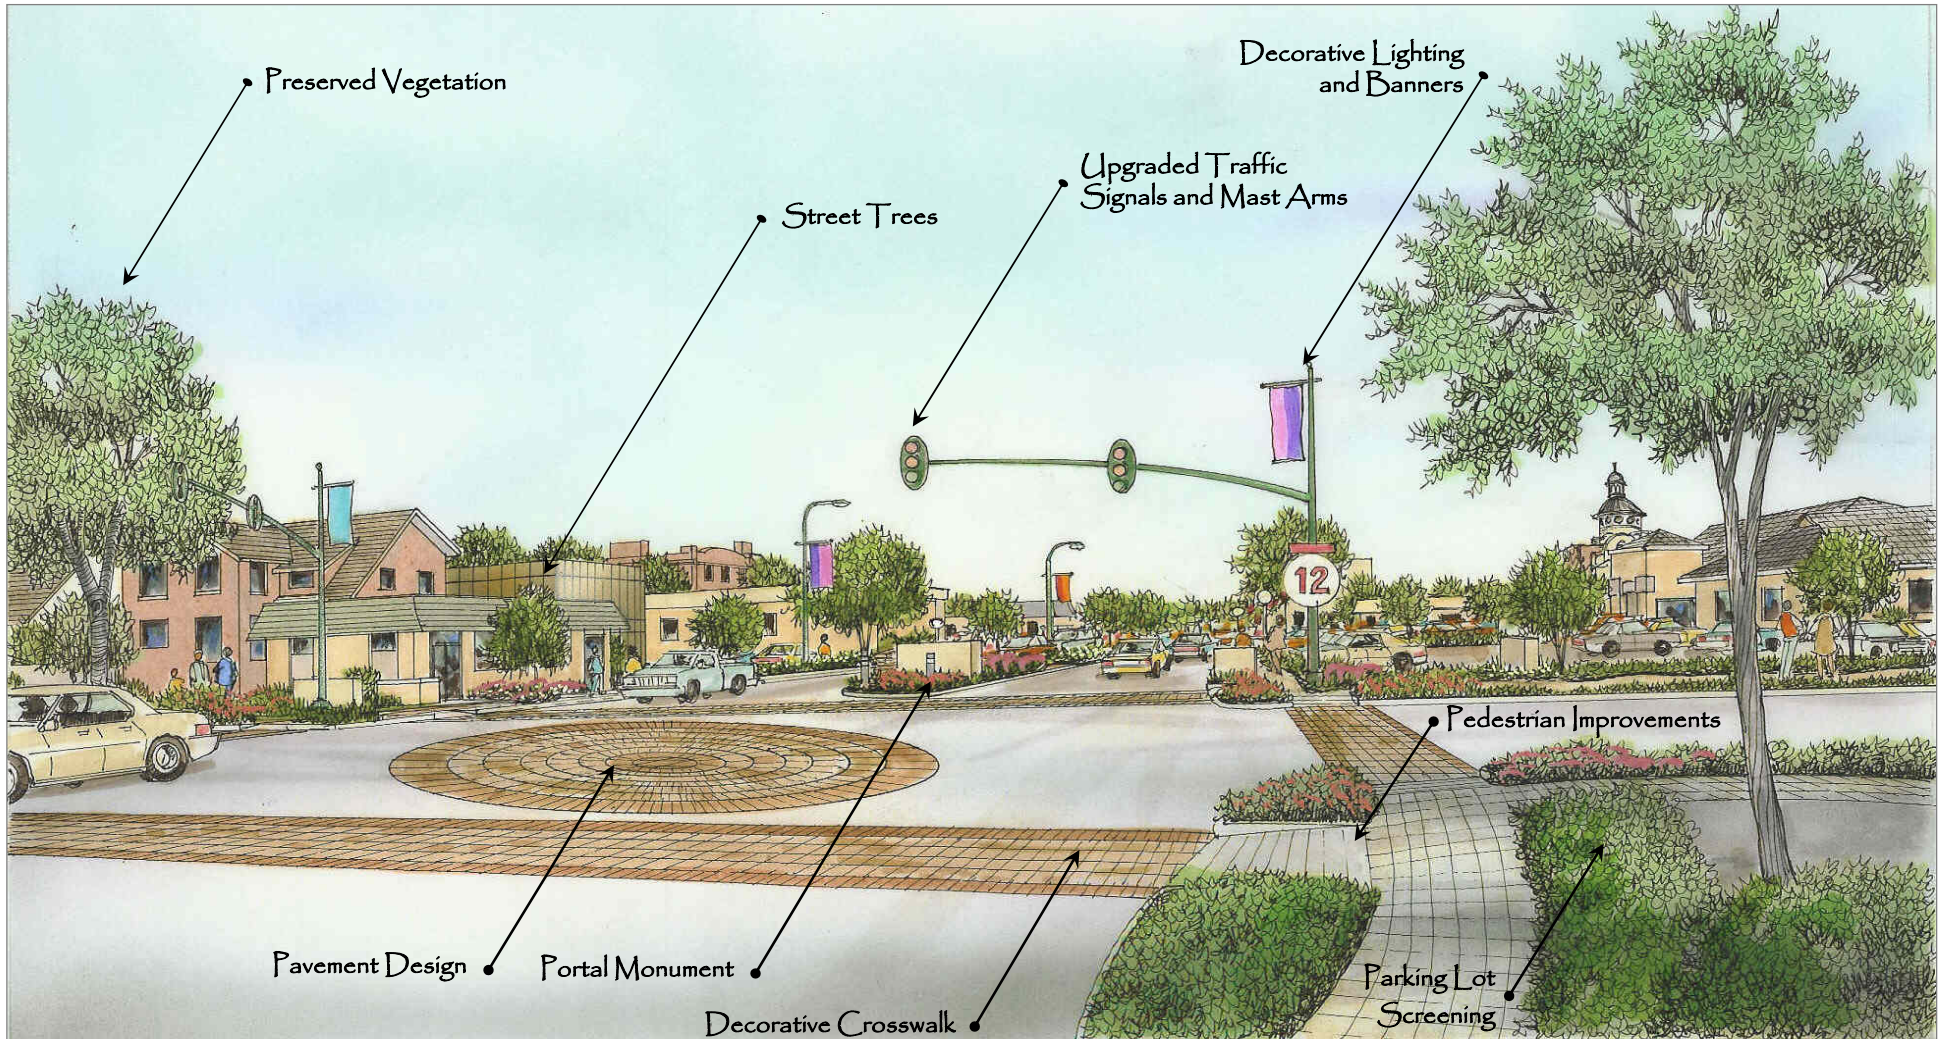 Decorative Lighting
and Banners
Preserved Vegetation
Upgraded Traffic
Signals and Mast Arms
Street Trees
12
Pedestrian Improvements
Pavement Design
Portal Monument
Parking Lot
Screening
Decorative Crosswalk